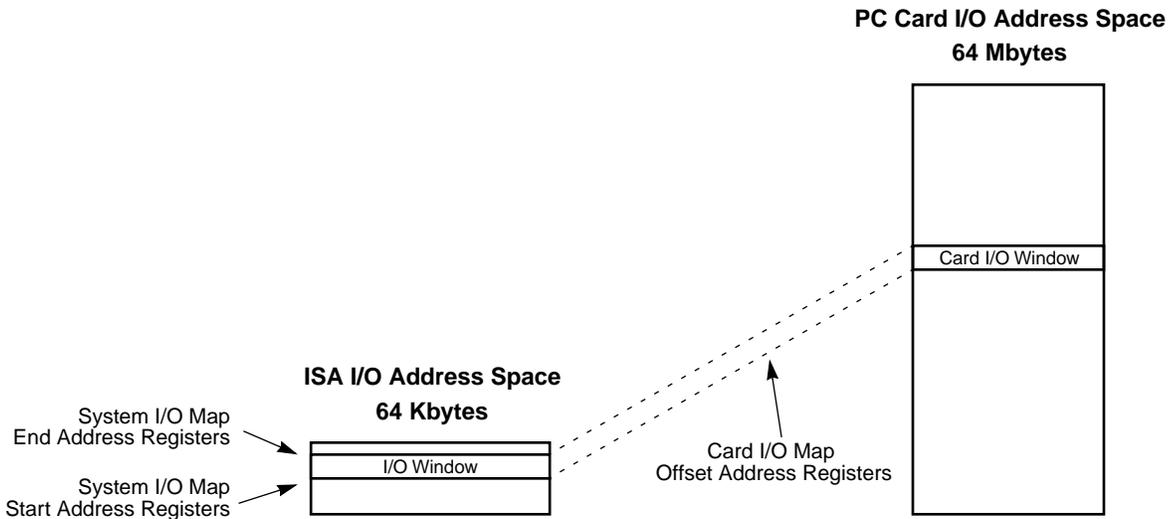 PC Card I/O Address Space
64 Mbytes
Card I/O Window
ISA I/O Address Space
64 Kbytes
System I/O Map
End Address Registers
I/O Window
System I/O Map
Start Address Registers
Card I/O Map
Offset Address Registers